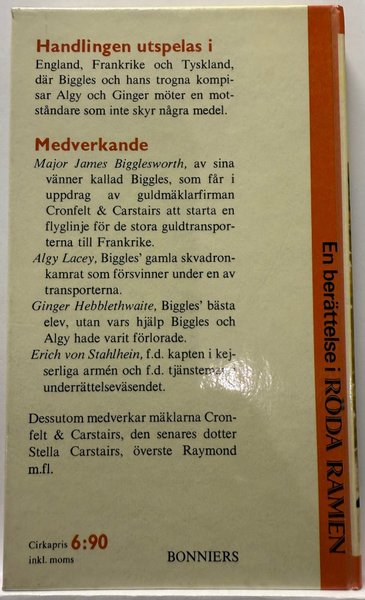 Handlingen utspelas i
England, Frankrike och Tyskland,
där Biggles och hans trogna kompi-
sar Algy och Ginger möter en mot-
ståndare som inte skyr några medel.
Medverkande
Major James Bigglesworth, av sina
vänner kallad Biggles, som får i
uppdrag av guldmäklarfirman
Cronfelt & Carstairs att starta en
flyglinje för de stora guldtranspor-
terna till Frankrike.
Algy Lacey, Biggles' gamla skvadron-
kamrat som försvinner under en av
transporterna.
Ginger Hebblethwaite, Biggles' bästa
elev, utan vars hjälp Biggles och
Algy hade varit förlorade.
Erich von Stahlhein, f.d. kapten i kej-
serliga armén och f.d. tjänsteman i
underrättelseväsendet.
Dessutom medverkar mäklarna Cron-
felt & Carstairs, den senares dotter
Stella Carstairs, överste Raymond
m.fl.
Cirkapris 6:90
inkl. moms
BONNIERS
En berättelse i RÖDA RAMEN